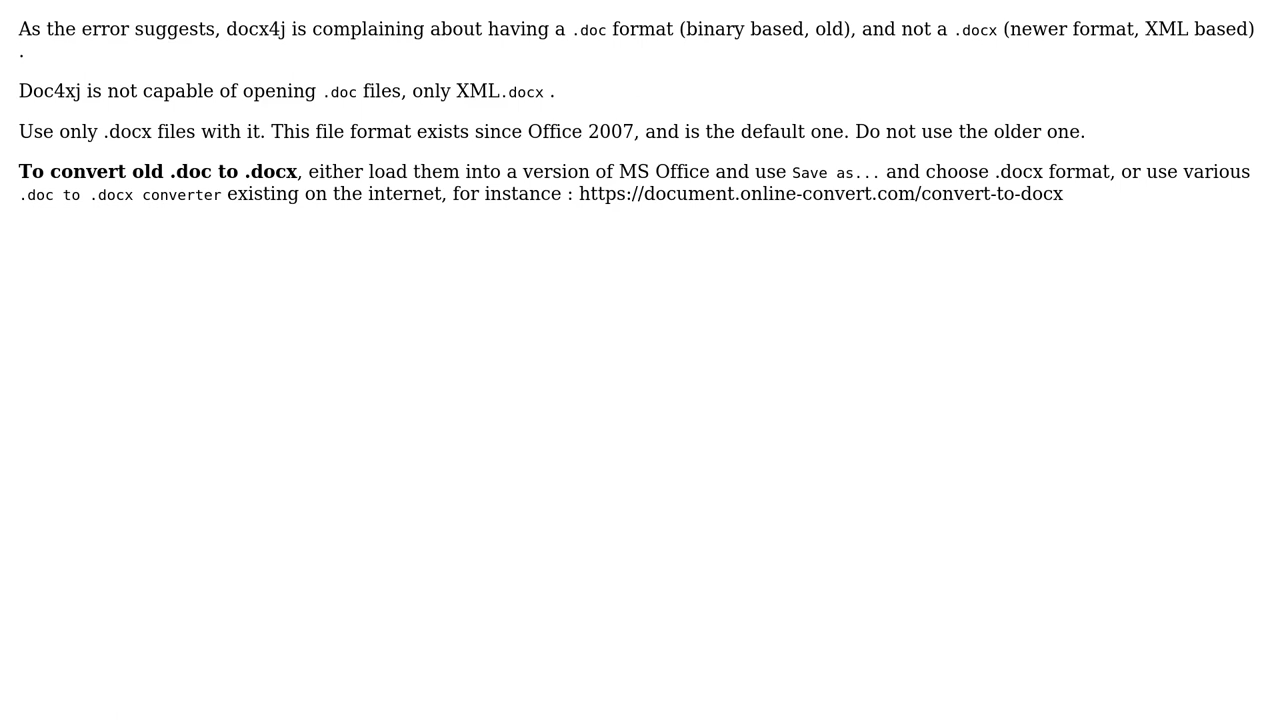 As the error suggests, docx4j is complaining about having a .doc format (binary based, old), and not a .docx (newer format, XML based)
.
Doc4xj is not capable of opening .doc files, only XML.docx .
Use only .docx files with it. This file format exists since Office 2007, and is the default one. Do not use the older one.
To convert old .doc to .docx, either load them into a version of MS Office and use Save as... and choose .docx format, or use various
.doc to .docx converter existing on the internet, for instance : https://document.online-convert.com/convert-to-docx